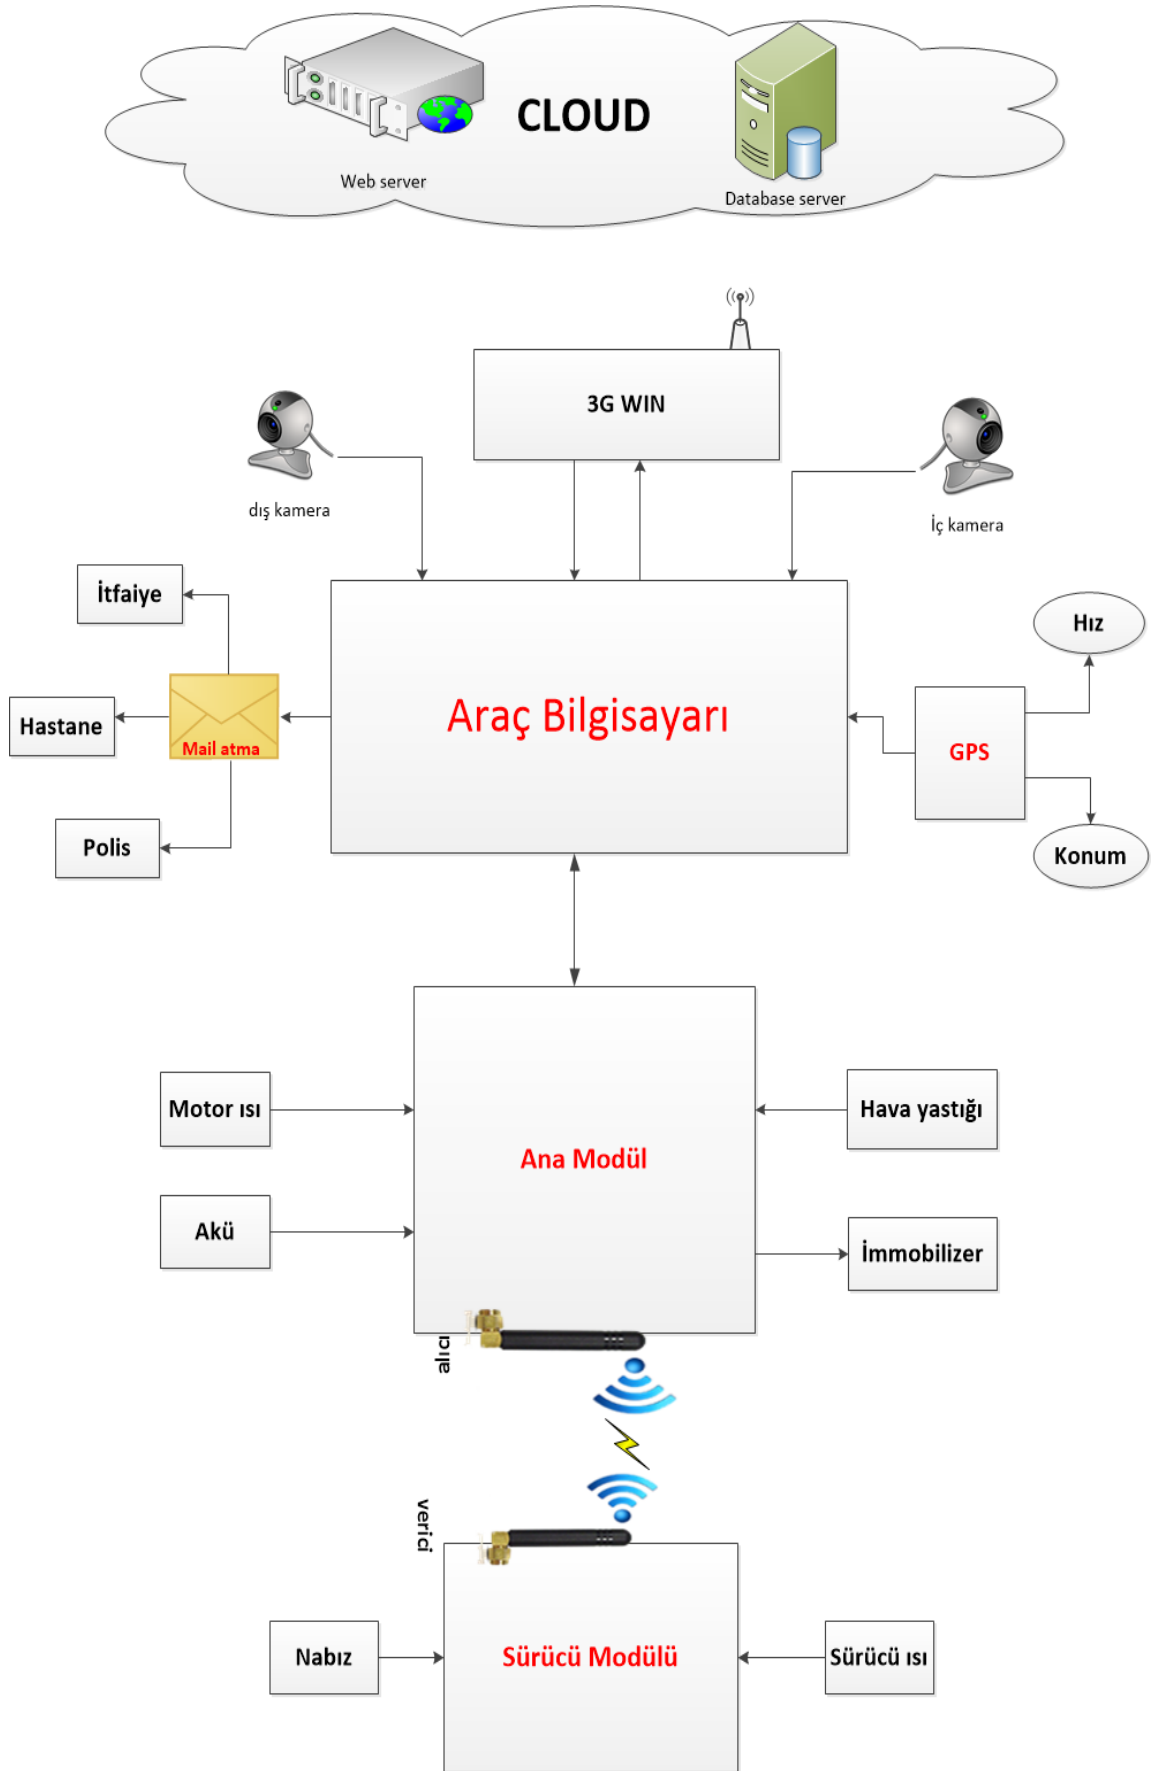 CLOUD
Web server
Database server
3G WIN
dış kamera
İç kamera
İtfaiye
Hız
Araç Bilgisayarı
Hastane
Mail atma
GPS
Polis
Konum
Motor ısı
Hava yastığı
Ana Modül
Akü
İmmobilizer
alıcı
verici
Nabız
Sürücü Modülü
Sürücü ısı